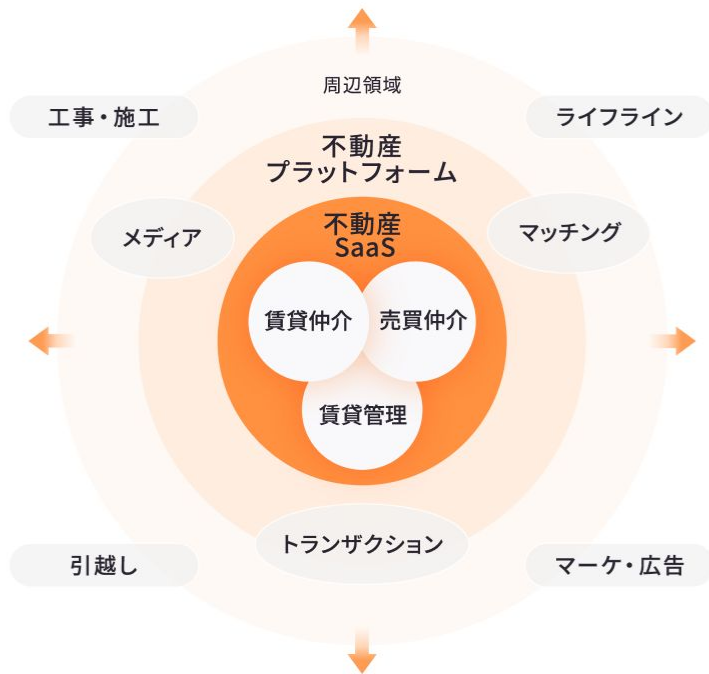 周辺領域
工事・施工
ライフライン
不動産
プラットフォーム
メディア
マッチング
不動産
SaaS
賃貸仲介
売買仲介
賃貸管理
トランザクション
引越し
マーケ・広告